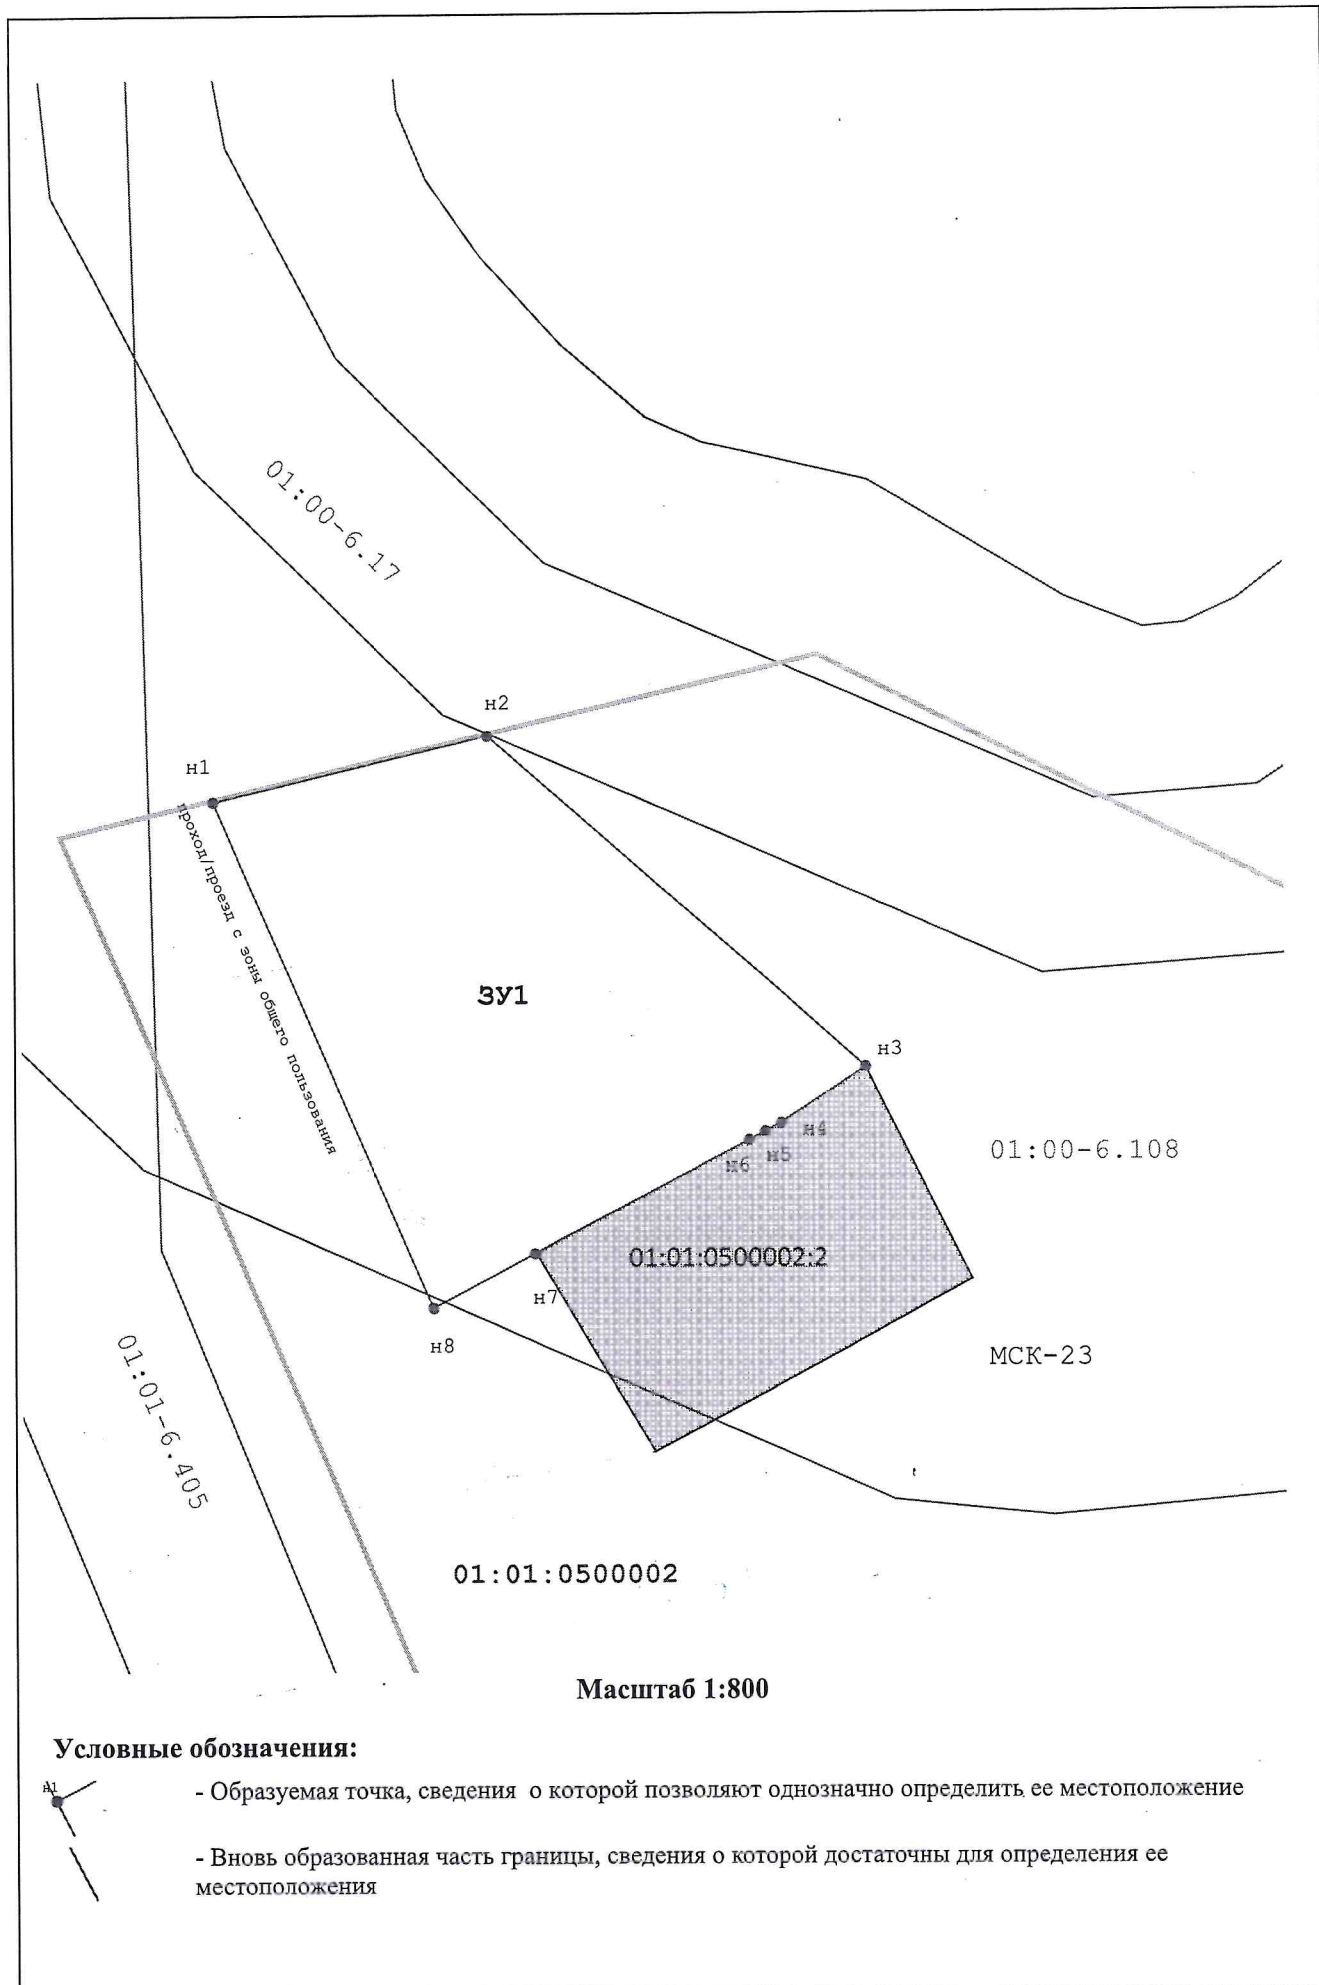 01:00-6.17
н2
н1
проход/проезд с зоны общего пользования
ЗУ1
н3
н4
н5
н6
01:00-6.108
01:01:0500002:2
н7
н8
МСК-23
01:01-6.405
01:01:0500002
Масштаб 1:800
Условные обозначения:
н1
- Образуемая точка, сведения о которой позволяют однозначно определить ее местоположение
- Вновь образованная часть границы, сведения о которой достаточны для определения ее
местоположения